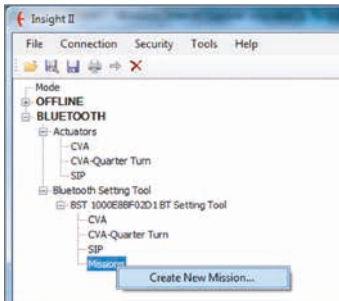 Insight II
File Connection Security Tools Help
Mode
OFFLINE
BLUETOOTH
Actuators
CVA
CVA-Quarter Turn
SIP
Bluetooth Setting Tool
BST 1000E8BF02D1 BT Setting Tool
CVA
CVA-Quarter Turn
SIP
Missions
Create New Mission...